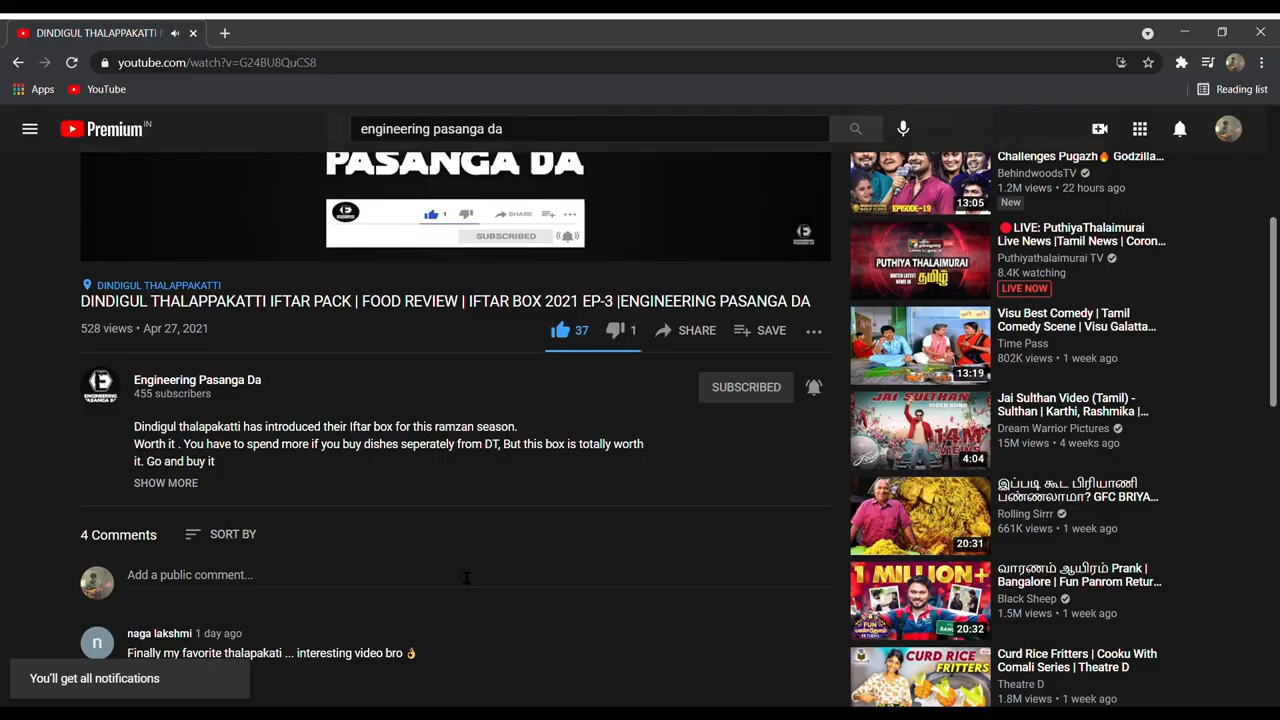 DINDIGUL THALAPPAKATTI I
youtube.com/watch?v=G24BU8QuCS8
Apps
YouTube
Reading list
Premium IN
engineering pasanga da
PASANGA DA
1
SHARE
SUBSCRIBED
DINDIGUL THALAPPAKATTI
DINDIGUL THALAPPAKATTI IFTAR PACK | FOOD REVIEW | IFTAR BOX 2021 EP-3 |ENGINEERING PASANGA DA
528 views • Apr 27, 2021
37
1
SHARE
SAVE
ENGINEERING
PASANGA DA
Engineering Pasanga Da
455 subscribers
SUBSCRIBED
Dindigul thalapakatti has introduced their Iftar box for this ramzan season.
Worth it . You have to spend more if you buy dishes seperately from DT, But this box is totally worth
it. Go and buy it
SHOW MORE
4 Comments
SORT BY
Add a public comment...
n
naga lakshmi 1 day ago
Finally my favorite thalapakati ... interesting video bro 👌
You'll get all notifications
EPISODE-19
13:05
Challenges Pugazh🔥 Godzilla...
BehindwoodsTV
1.2M views • 22 hours ago
New
PUTHIYA THALAIMURAI
தமிழ்
🔴LIVE: PuthiyaThalaimurai
Live News |Tamil News | Coron...
Puthiyathalaimurai TV
8.4K watching
LIVE NOW
13:19
Visu Best Comedy | Tamil
Comedy Scene | Visu Galatta...
Time Pass
802K views • 1 week ago
JAI SULTHAN
14M
VIEWS
4:04
Jai Sulthan Video (Tamil) -
Sulthan | Karthi, Rashmika |...
Dream Warrior Pictures
15M views • 4 weeks ago
20:31
இப்படி கூட பிரியாணி
பண்ணலாமா? GFC BRIYA...
Rolling Sirrr
661K views • 1 week ago
1 MILLION+
20:32
வாரணம் ஆயிரம் Prank |
Bangalore | Fun Panrom Retur...
Black Sheep
1.5M views • 1 week ago
CURD RICE
FRITTERS
Curd Rice Fritters | Cooku With
Comali Series | Theatre D
Theatre D
1.8M views • 1 week ago